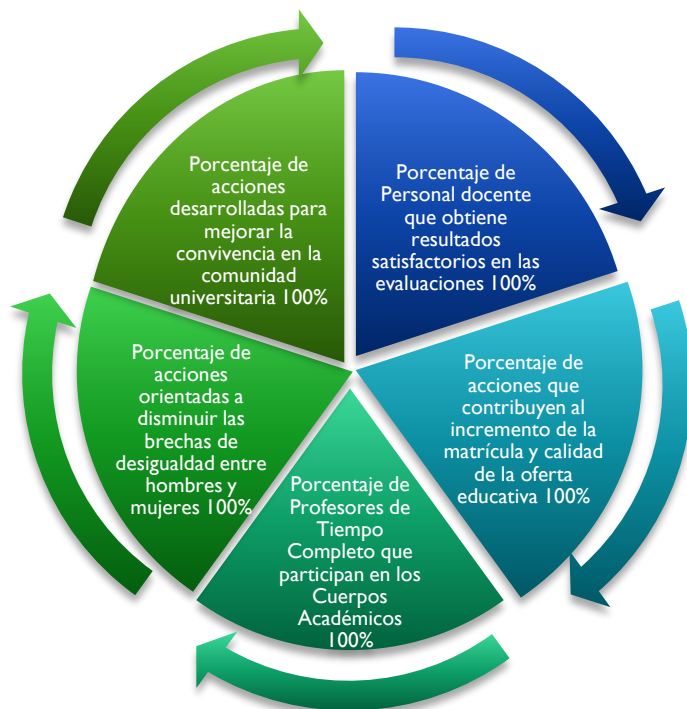 Porcentaje de
acciones
desarrolladas para
mejorar la
convivencia en la
comunidad
universitaria 100%
Porcentaje de
Personal docente
que obtiene
resultados
satisfactorios en las
evaluaciones 100%
Porcentaje de
acciones que
contribuyen al
incremento de la
matrícula y calidad
de la oferta
educativa 100%
Porcentaje de
Profesores de
Tiempo
Completo que
participan en los
Cuerpos
Académicos
100%
Porcentaje de
acciones
orientadas a
disminuir las
brechas de
desigualdad entre
hombres y
mujeres 100%